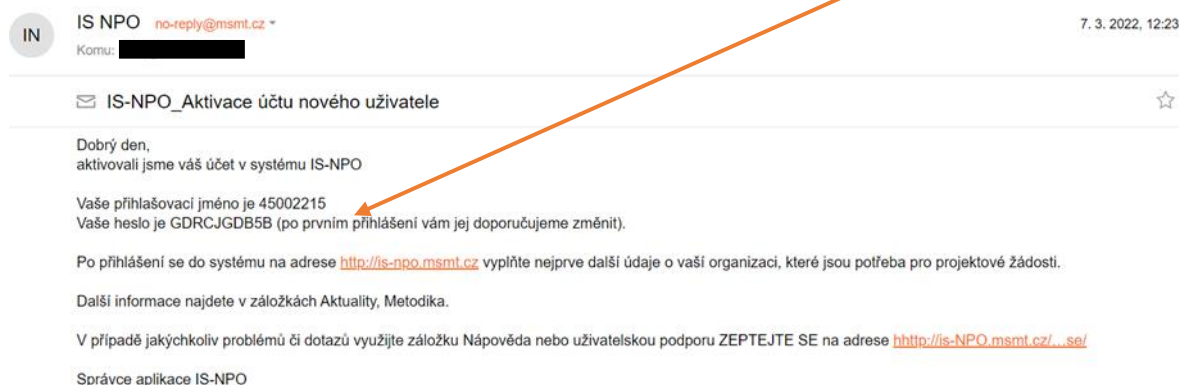 IN
IS NPO no-reply@msmt.cz
7. 3. 2022, 12:23
Komu:
IS-NPO_Aktivace účtu nového uživatele
Dobrý den,
aktivovali jsme váš účet v systému IS-NPO
Vaše přihlašovací jméno je 45002215
Vaše heslo je GDRCJGDB5B (po prvním přihlášení vám jej doporučujeme změnit).
Po přihlášení se do systému na adrese http://is-npo.msmt.cz vyplňte nejprve další údaje o vaší organizaci, které jsou potřeba pro projektové žádosti.
Další informace najdete v záložkách Aktuality, Metodika.
V případě jakýchkoliv problémů či dotazů využijte záložku Nápověda nebo uživatelskou podporu ZEPTEJTE SE na adrese hhttp://is-NPO.msmt.cz/…se/
Správce aplikace IS-NPO